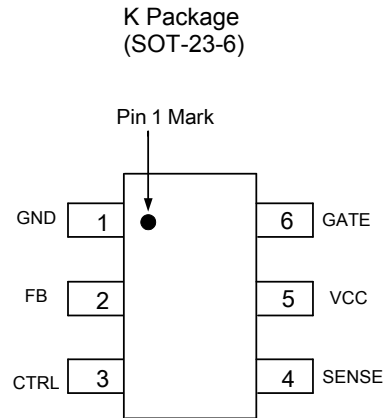 K Package
(SOT-23-6)
Pin 1 Mark
GND 1 6 GATE
FB 2 5 VCC
CTRL 3 4 SENSE